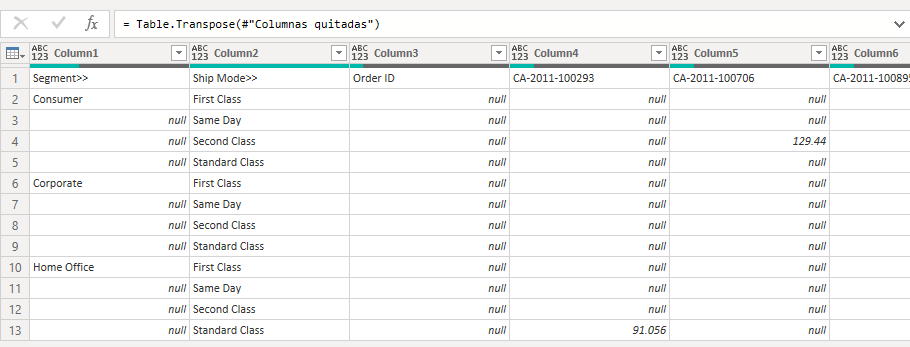 fx = Table.Transpose(#"Columnas quitadas")
ABC 123 Column1 ABC 123 Column2 ABC 123 Column3 ABC 123 Column4 ABC 123 Column5 ABC 123 Column6
1 Segment>> Ship Mode>> Order ID CA-2011-100293 CA-2011-100706 CA-2011-100895
2 Consumer First Class null null null
3 null Same Day null null null
4 null Second Class null null 129.44
5 null Standard Class null null null
6 Corporate First Class null null null
7 null Same Day null null null
8 null Second Class null null null
9 null Standard Class null null null
10 Home Office First Class null null null
11 null Same Day null null null
12 null Second Class null null null
13 null Standard Class null 91.056 null